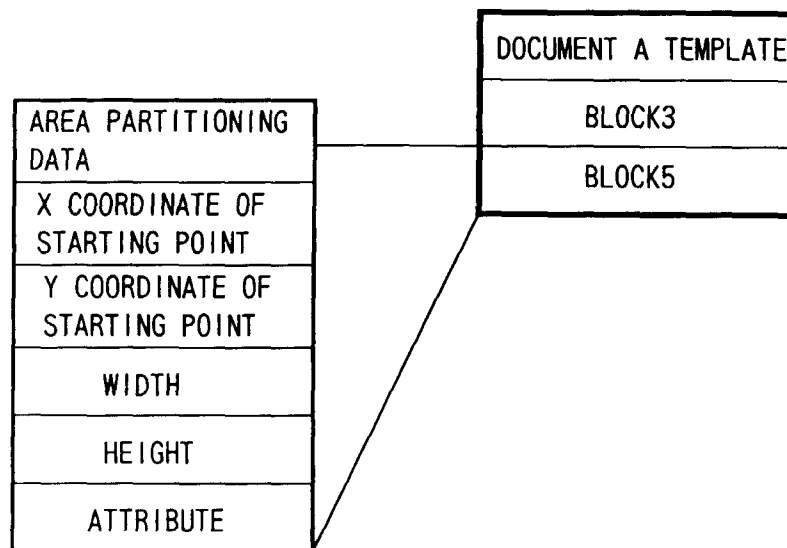 DOCUMENT A TEMPLATE
BLOCK3
BLOCK5
AREA PARTITIONING
DATA
X COORDINATE OF
STARTING POINT
Y COORDINATE OF
STARTING POINT
WIDTH
HEIGHT
ATTRIBUTE